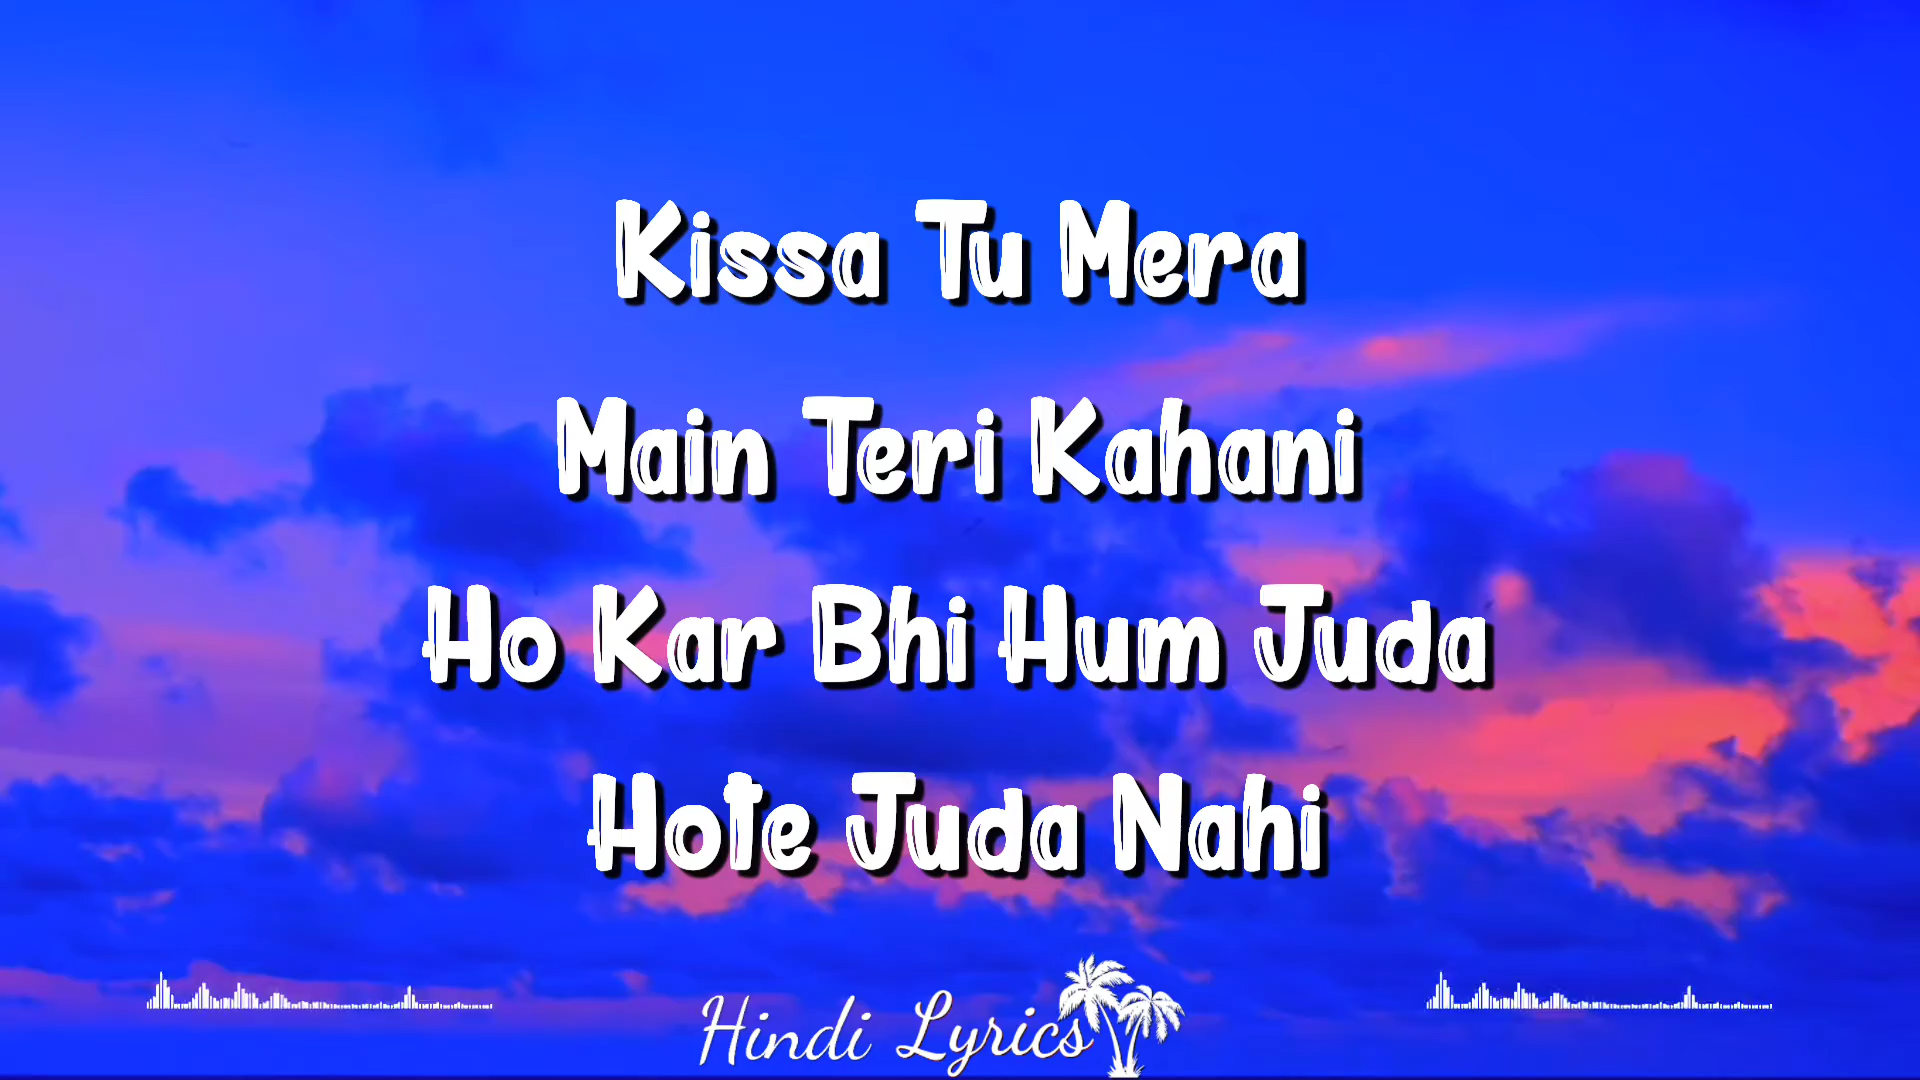 Kissa Tu Mera
Main Teri Kahani
Ho Kar Bhi Hum Juda
Hote Juda Nahi
Hindi Lyrics